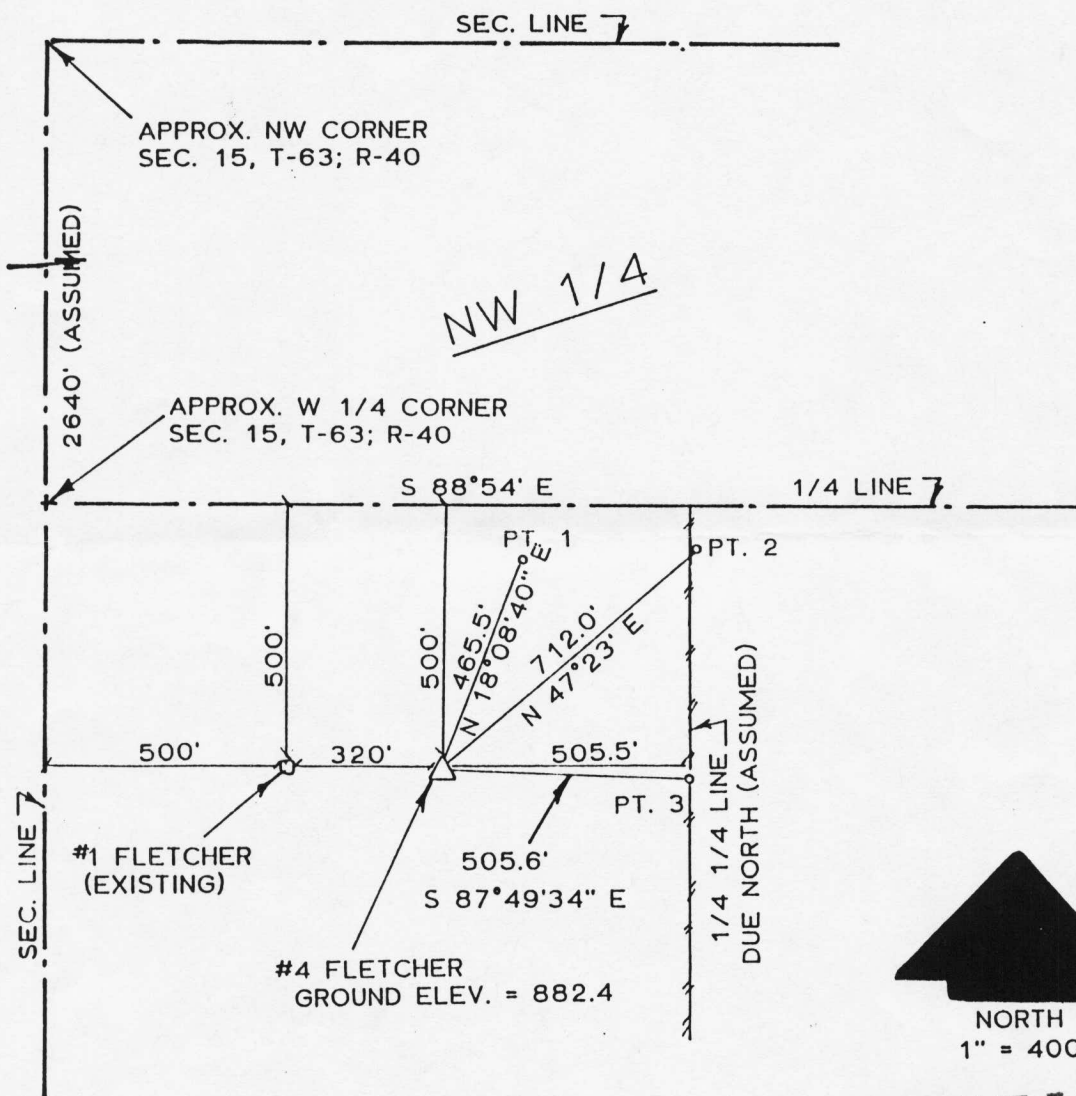 SEC. LINE
APPROX. NW CORNER
SEC. 15, T-63; R-40
2640' (ASSUMED)
NW 1/4
APPROX. W 1/4 CORNER
SEC. 15, T-63; R-40
S 88°54' E
1/4 LINE
PT. 1
PT. 2
500'
500'
465.5'
N 18°08'40" E
712.0'
N 47°23' E
500'
320'
505.5'
PT. 3
1/4 1/4 LINE
DUE NORTH (ASSUMED)
SEC. LINE
#1 FLETCHER
(EXISTING)
505.6'
S 87°49'34" E
#4 FLETCHER
GROUND ELEV. = 882.4
NORTH
1" = 400